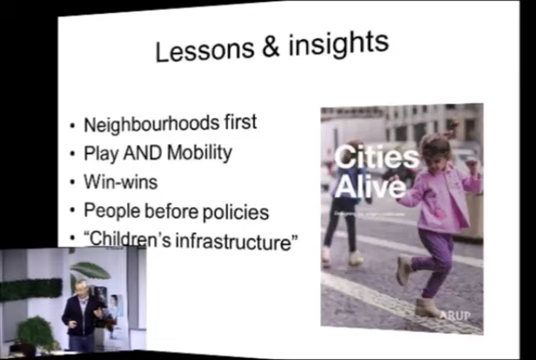 Lessons & insights
• Neighbourhoods first
• Play AND Mobility
• Win-wins
• People before policies
• “Children’s infrastructure”
Cities
Alive
ARUP